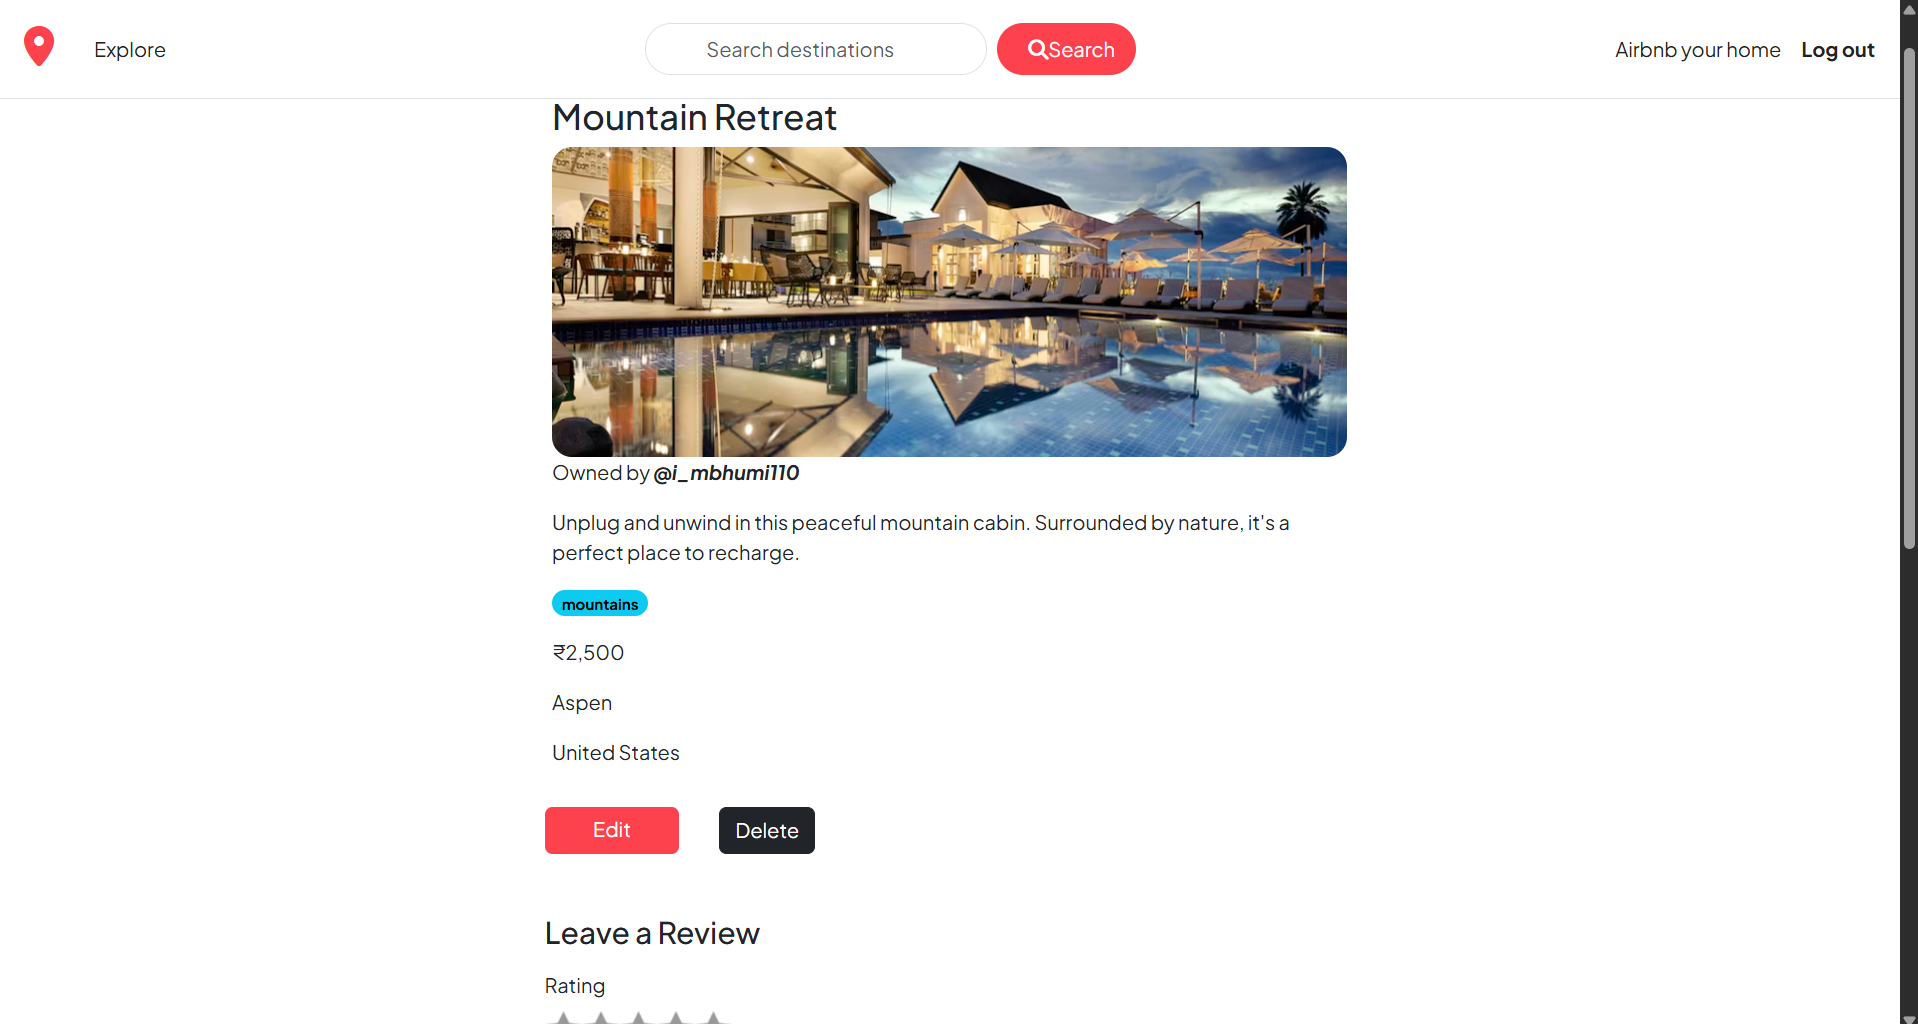 Explore
Search destinations
Search
Airbnb your home
Log out
Mountain Retreat
Owned by @i_mbhumi110
Unplug and unwind in this peaceful mountain cabin. Surrounded by nature, it's a
perfect place to recharge.
mountains
₹2,500
Aspen
United States
Edit
Delete
Leave a Review
Rating